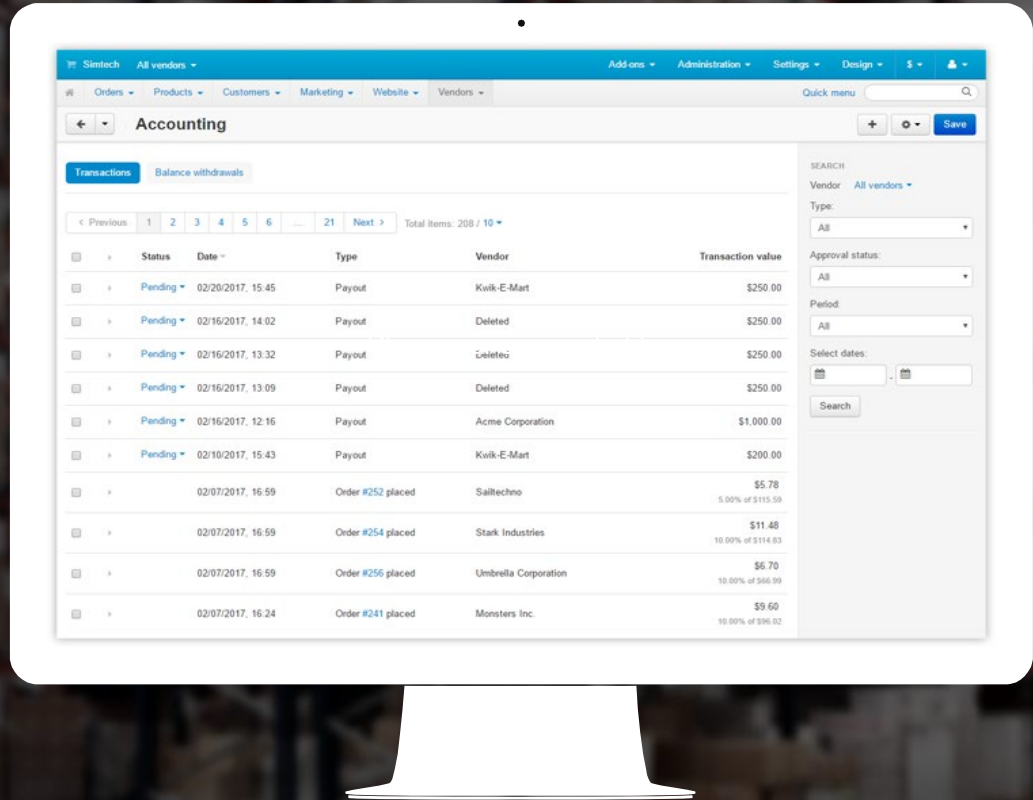 Simtech All vendors Add-ons Administration Settings Design $
Orders Products Customers Marketing Website Vendors Quick menu
Accounting Save
Transactions Balance withdrawals
< Previous 1 2 3 4 5 6 ... 21 Next > Total items: 208 / 10
Status Date Type Vendor Transaction value
Pending 02/20/2017, 15:45 Payout Kwik-E-Mart $250.00
Pending 02/16/2017, 14:02 Payout Deleted $250.00
Pending 02/16/2017, 13:32 Payout Deleted $250.00
Pending 02/16/2017, 13:09 Payout Deleted $250.00
Pending 02/16/2017, 12:16 Payout Acme Corporation $1,000.00
Pending 02/10/2017, 15:43 Payout Kwik-E-Mart $200.00
02/07/2017, 16:59 Order #252 placed Sailtechno $5.78
5.00% of $115.59
02/07/2017, 16:59 Order #254 placed Stark Industries $11.48
10.00% of $114.83
02/07/2017, 16:59 Order #256 placed Umbrella Corporation $6.70
10.00% of $66.99
02/07/2017, 16:24 Order #241 placed Monsters Inc. $9.60
10.00% of $96.02
SEARCH
Vendor All vendors
Type:
All
Approval status:
All
Period:
All
Select dates:
-
Search